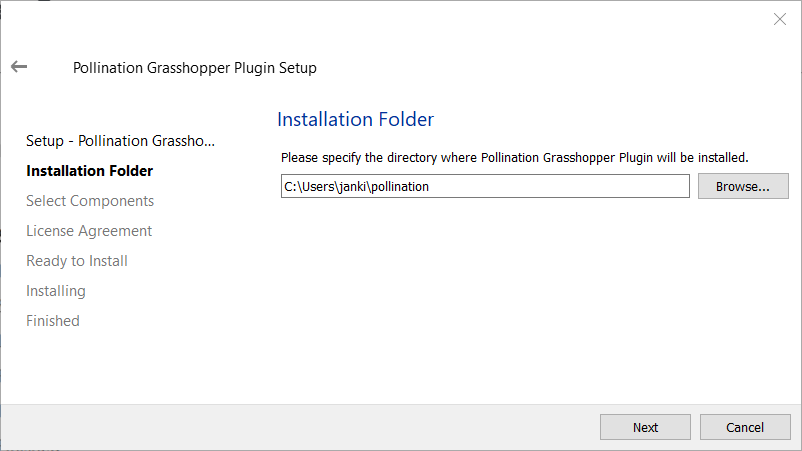 Pollination Grasshopper Plugin Setup
Setup - Pollination Grassho...
Installation Folder
Select Components
License Agreement
Ready to Install
Installing
Finished
Installation Folder
Please specify the directory where Pollination Grasshopper Plugin will be installed.
C:\Users\janki\pollination
Browse...
Next
Cancel